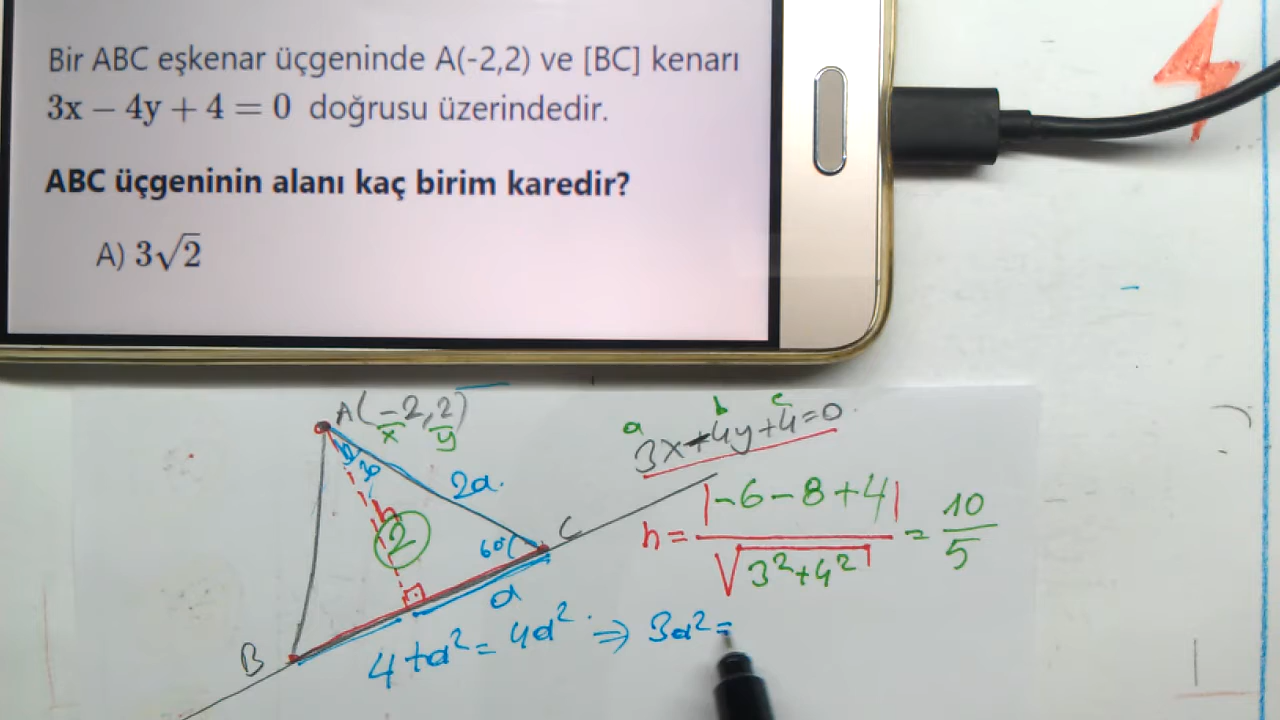 Bir ABC eşkenar üçgeninde A(-2,2) ve [BC] kenarı
3x − 4y + 4 = 0 doğrusu üzerindedir.
ABC üçgeninin alanı kaç birim karedir?
A) 3√2
A(-2,2)
x y
a b c
3x-4y+4=0
2a
h
2
60°
C
a
B
h = |-6-8+4| / √3²+4² = 10/5
4+a² = 4a² ⇒ 3a² =